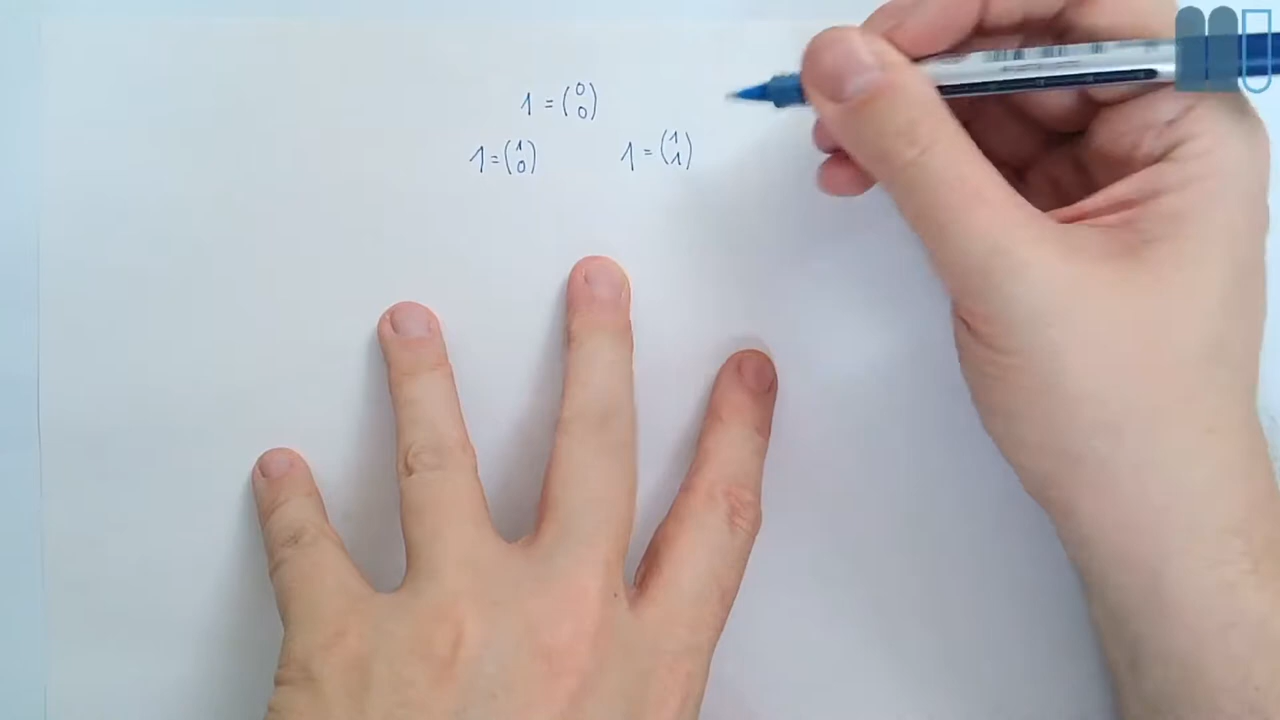 1 = (0 0)
1 = (1 0) 1 = (1 1)